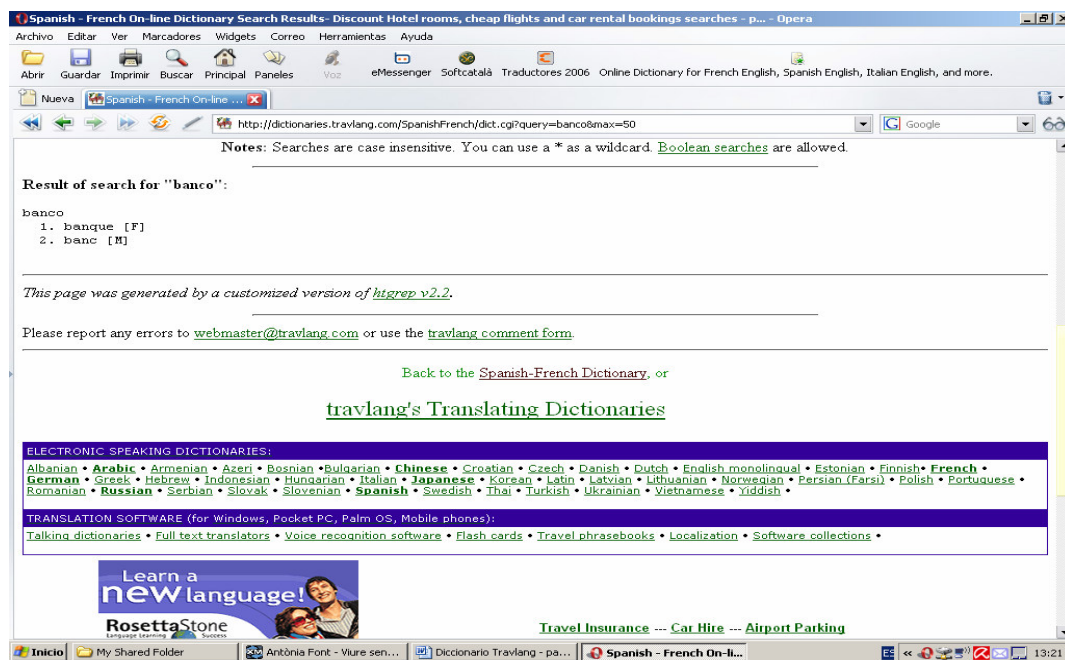 Spanish - French On-line Dictionary Search Results- Discount Hotel rooms, cheap flights and car rental bookings searches - p... - Opera
Archivo Editar Ver Marcadores Widgets Correo Herramientas Ayuda
Abrir Guardar Imprimir Buscar Principal Paneles Voz eMessenger Softcatalà Traductores 2006 Online Dictionary for French English, Spanish English, Italian English, and more.
Nueva Spanish - French On-line ...
http://dictionaries.travlang.com/SpanishFrench/dict.cgi?query=banco&max=50 Google
Notes: Searches are case insensitive. You can use a * as a wildcard. Boolean searches are allowed.
Result of search for "banco":
banco
1. banque [F]
2. banc [M]
This page was generated by a customized version of htgrep v2.2.
Please report any errors to webmaster@travlang.com or use the travlang comment form.
Back to the Spanish-French Dictionary, or
travlang's Translating Dictionaries
ELECTRONIC SPEAKING DICTIONARIES:
Albanian • Arabic • Armenian • Azeri • Bosnian •Bulgarian • Chinese • Croatian • Czech • Danish • Dutch • English monolingual • Estonian • Finnish• French •
German • Greek • Hebrew • Indonesian • Hungarian • Italian • Japanese • Korean • Latin • Latvian • Lithuanian • Norwegian • Persian (Farsi) • Polish • Portuguese •
Romanian • Russian • Serbian • Slovak • Slovenian • Spanish • Swedish • Thai • Turkish • Ukrainian • Vietnamese • Yiddish •
TRANSLATION SOFTWARE (for Windows, Pocket PC, Palm OS, Mobile phones):
Talking dictionaries • Full text translators • Voice recognition software • Flash cards • Travel phrasebooks • Localization • Software collections •
Learn a
new language!
RosettaStone
Language Learning Success
Travel Insurance --- Car Hire --- Airport Parking
Inicio My Shared Folder Antònia Font - Viure sen... Diccionario Travlang - pa... Spanish - French On-li... ES « 13:21